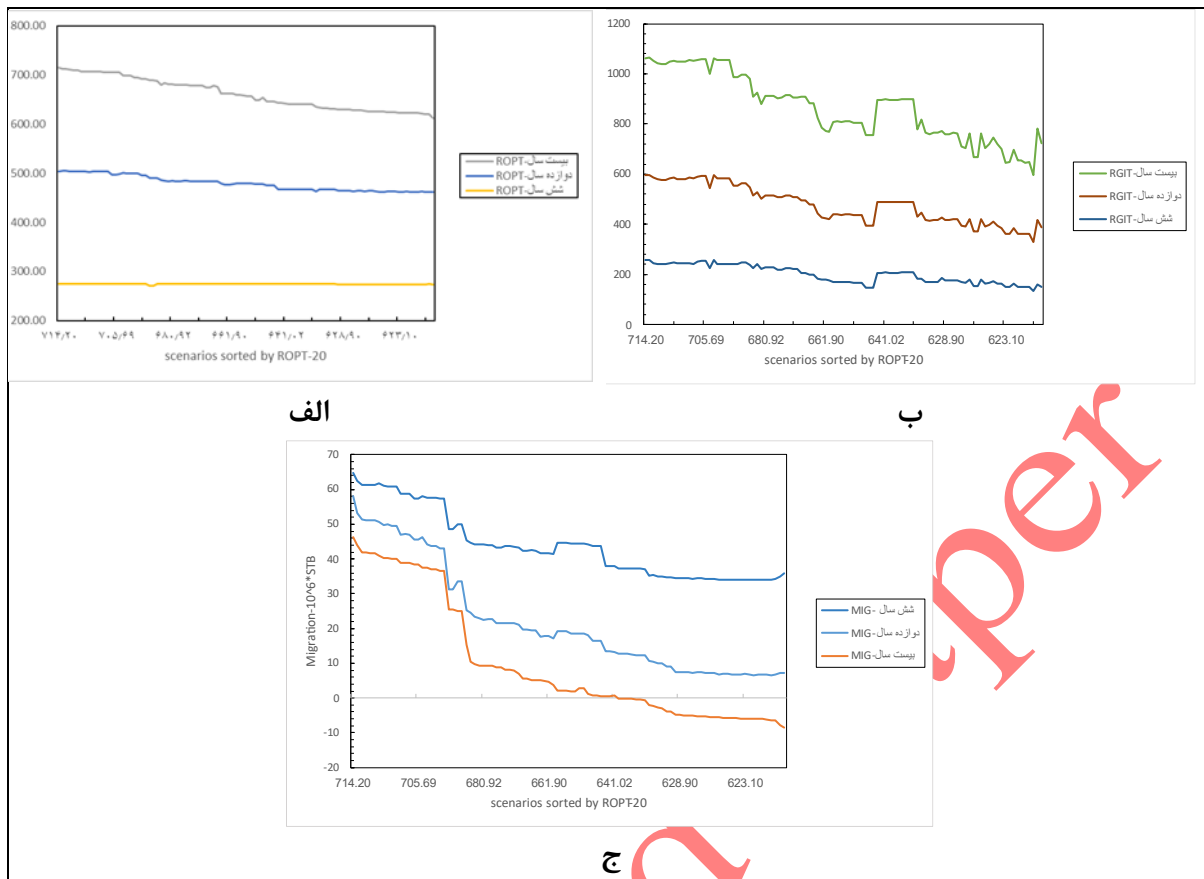 800.00
700.00
600.00
500.00
400.00
300.00
200.00
۷۱۴/۲۰ ۷۰۵/۶۹ ۶۸۰/۹۲ ۶۶۱/۹۰ ۶۴۱/۰۲ ۶۲۸/۹۰ ۶۲۳/۱۰
scenarios sorted by ROPT-20
ROPT-بیست سال
ROPT-دوازده سال
ROPT-شش سال
الف
1200
1000
800
600
400
200
0
714.20 705.69 680.92 661.90 641.02 628.90 623.10
scenarios sorted by ROPT-20
RGIT-بیست سال
RGIT-دوازده سال
RGIT-شش سال
ب
Migration-10^6*STB
70
60
50
40
30
20
10
0
-10
-20
714.20 705.69 680.92 661.90 641.02 628.90 623.10
scenarios sorted by ROPT-20
MIG-شش سال
MIG-دوازده سال
MIG-بیست سال
ج